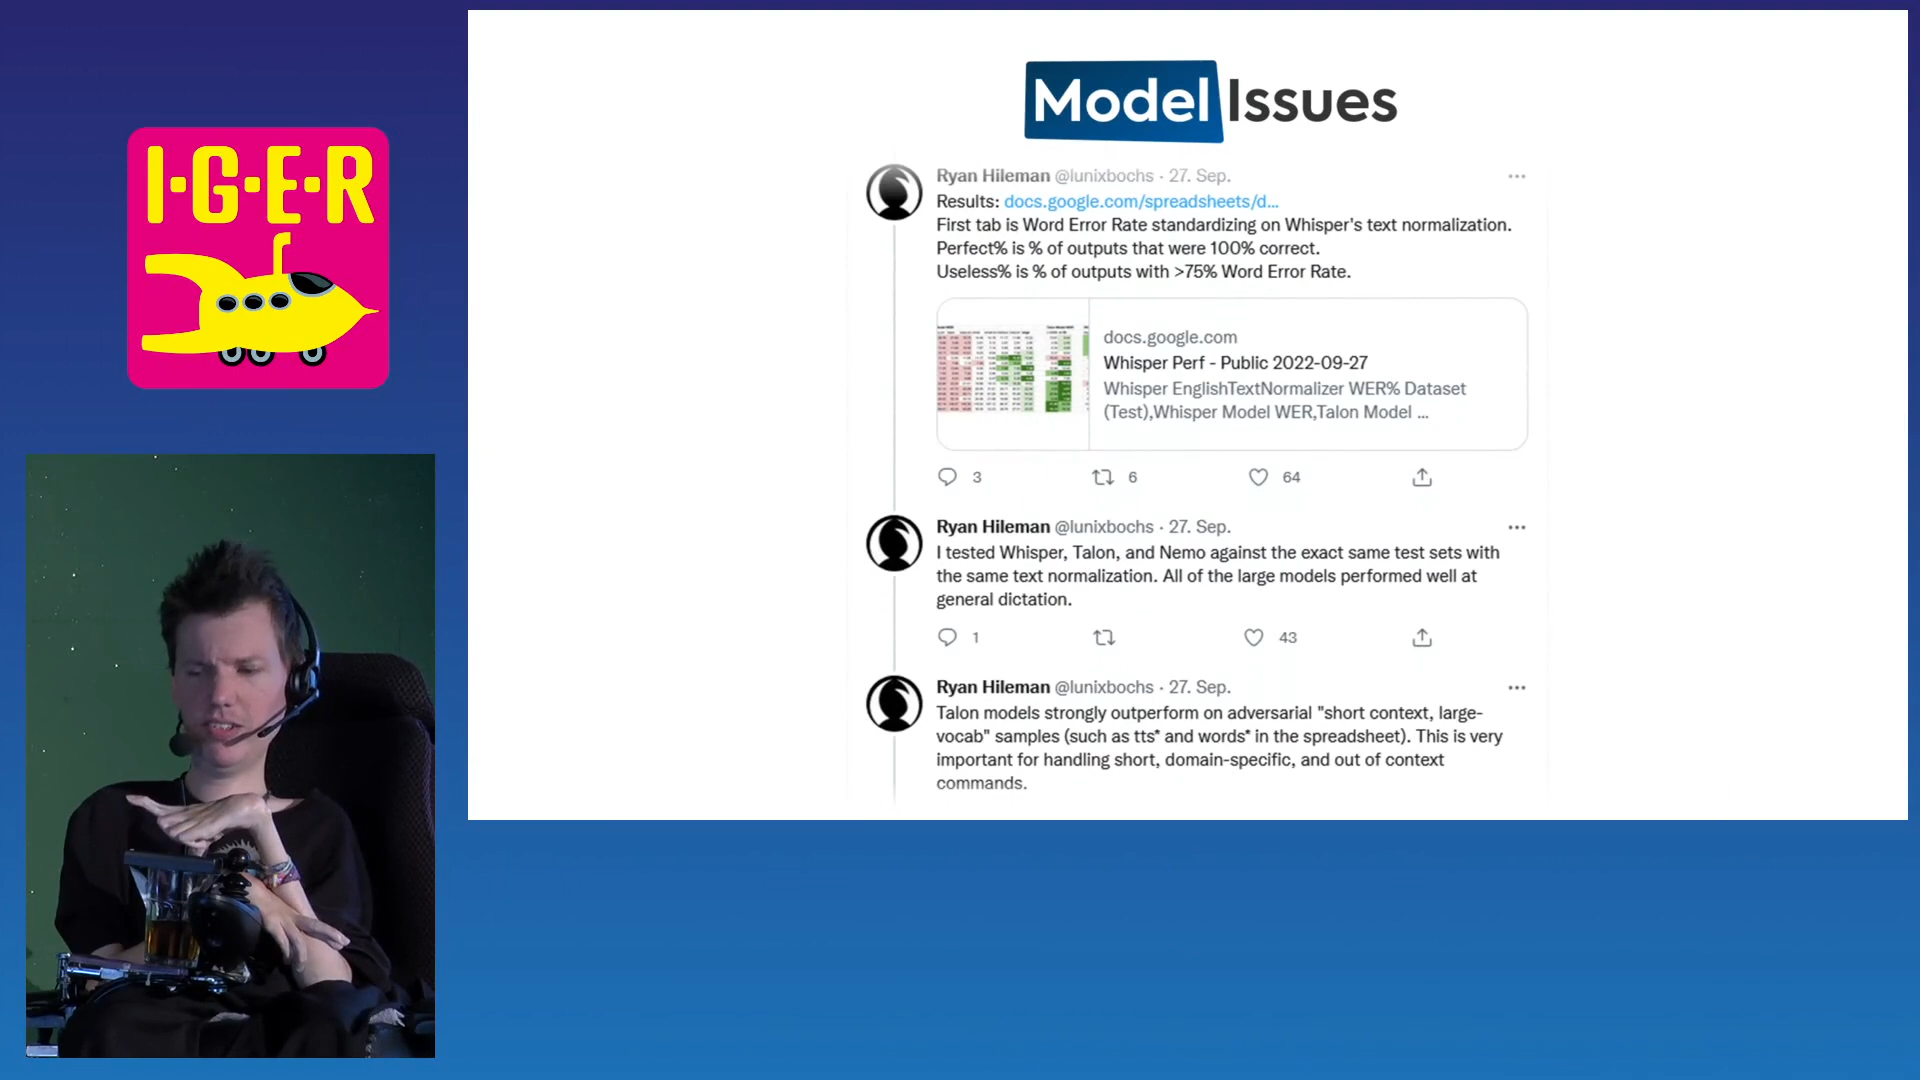 I·G·E·R
Model Issues
Ryan Hileman @lunixbochs · 27. Sep.
Results: docs.google.com/spreadsheets/d...
First tab is Word Error Rate standardizing on Whisper's text normalization.
Perfect% is % of outputs that were 100% correct.
Useless% is % of outputs with >75% Word Error Rate.
docs.google.com
Whisper Perf - Public 2022-09-27
Whisper EnglishTextNormalizer WER% Dataset
(Test),Whisper Model WER,Talon Model ...
3 6 64
Ryan Hileman @lunixbochs · 27. Sep.
I tested Whisper, Talon, and Nemo against the exact same test sets with
the same text normalization. All of the large models performed well at
general dictation.
1 43
Ryan Hileman @lunixbochs · 27. Sep.
Talon models strongly outperform on adversarial "short context, large-
vocab" samples (such as tts* and words* in the spreadsheet). This is very
important for handling short, domain-specific, and out of context
commands.